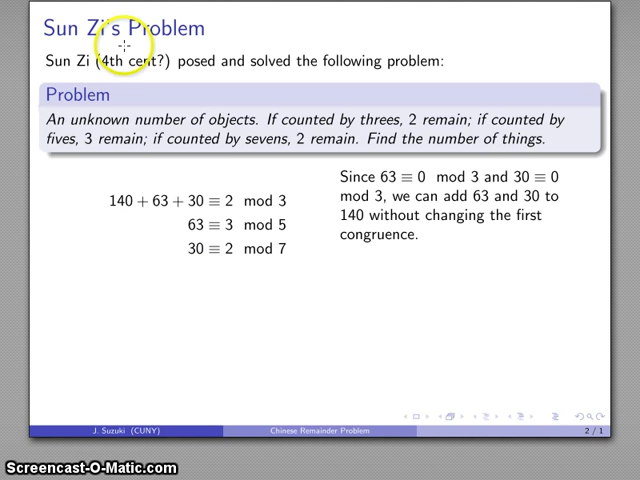 Sun Zi's Problem
Sun Zi (4th cent?) posed and solved the following problem:
Problem
An unknown number of objects. If counted by threes, 2 remain; if counted by
fives, 3 remain; if counted by sevens, 2 remain. Find the number of things.
140 + 63 + 30 ≡ 2 mod 3
63 ≡ 3 mod 5
30 ≡ 2 mod 7
Since 63 ≡ 0 mod 3 and 30 ≡ 0
mod 3, we can add 63 and 30 to
140 without changing the first
congruence.
J. Suzuki (CUNY)
Chinese Remainder Problem
2 / 1
Screencast-O-Matic.com